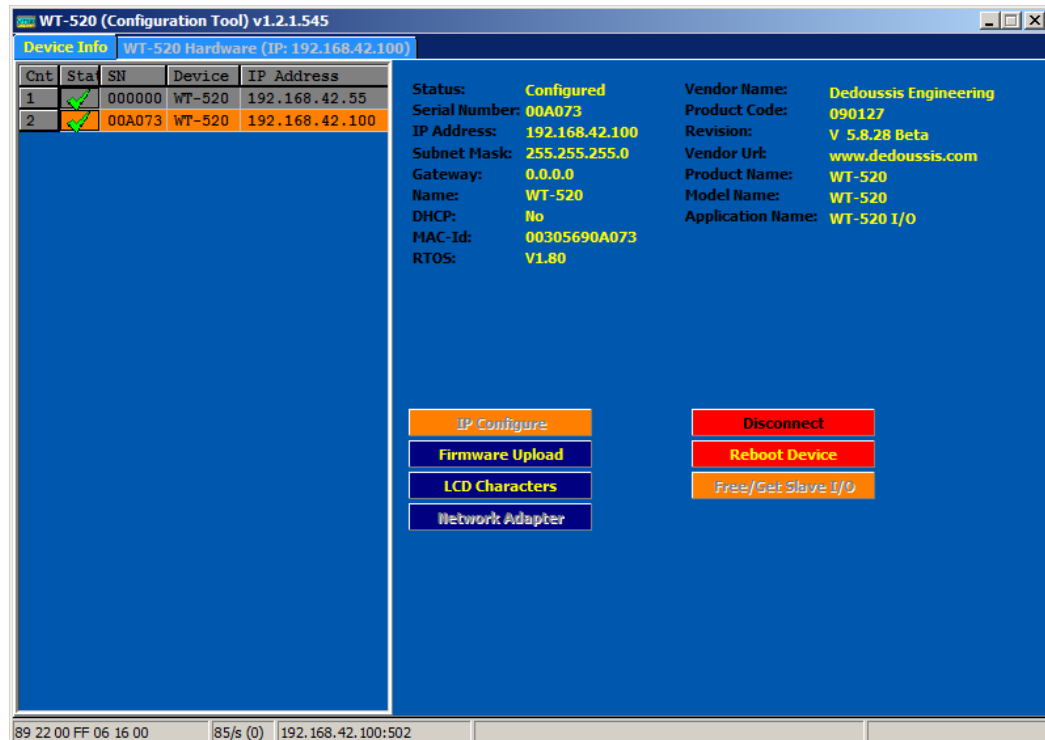 WT-520 (Configuration Tool) v1.2.1.545
Device Info WT-520 Hardware (IP: 192.168.42.100)
Cnt Stat SN Device IP Address
1 000000 WT-520 192.168.42.55
2 00A073 WT-520 192.168.42.100
Status: Configured
Serial Number: 00A073
IP Address: 192.168.42.100
Subnet Mask: 255.255.255.0
Gateway: 0.0.0.0
Name: WT-520
DHCP: No
MAC-Id: 00305690A073
RTOS: V1.80
Vendor Name: Dedoussis Engineering
Product Code: 090127
Revision: V 5.8.28 Beta
Vendor Url: www.dedoussis.com
Product Name: WT-520
Model Name: WT-520
Application Name: WT-520 I/O
IP Configure
Firmware Upload
LCD Characters
Network Adapter
Disconnect
Reboot Device
Free/Get Slave I/O
89 22 00 FF 06 16 00 85/s (0) 192.168.42.100:502